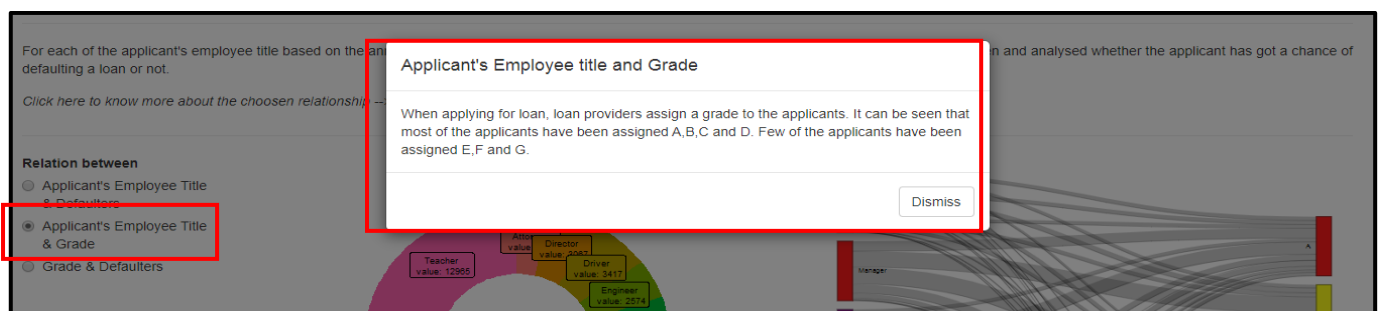 For each of the applicant's employee title based on the
en and analysed whether the applicant has got a chance of
defaulting a loan or not.
Click here to know more about the choosen relationship --
Applicant's Employee title and Grade
When applying for loan, loan providers assign a grade to the applicants. It can be seen that
most of the applicants have been assigned A,B,C and D. Few of the applicants have been
assigned E,F and G.
Dismiss
Relation between
Applicant's Employee Title
& Defaulters
Applicant's Employee Title
& Grade
Grade & Defaulters
Teacher
value: 12965
value
Director
value: 3067
Driver
value: 3417
Engineer
value: 2574
Manager
A